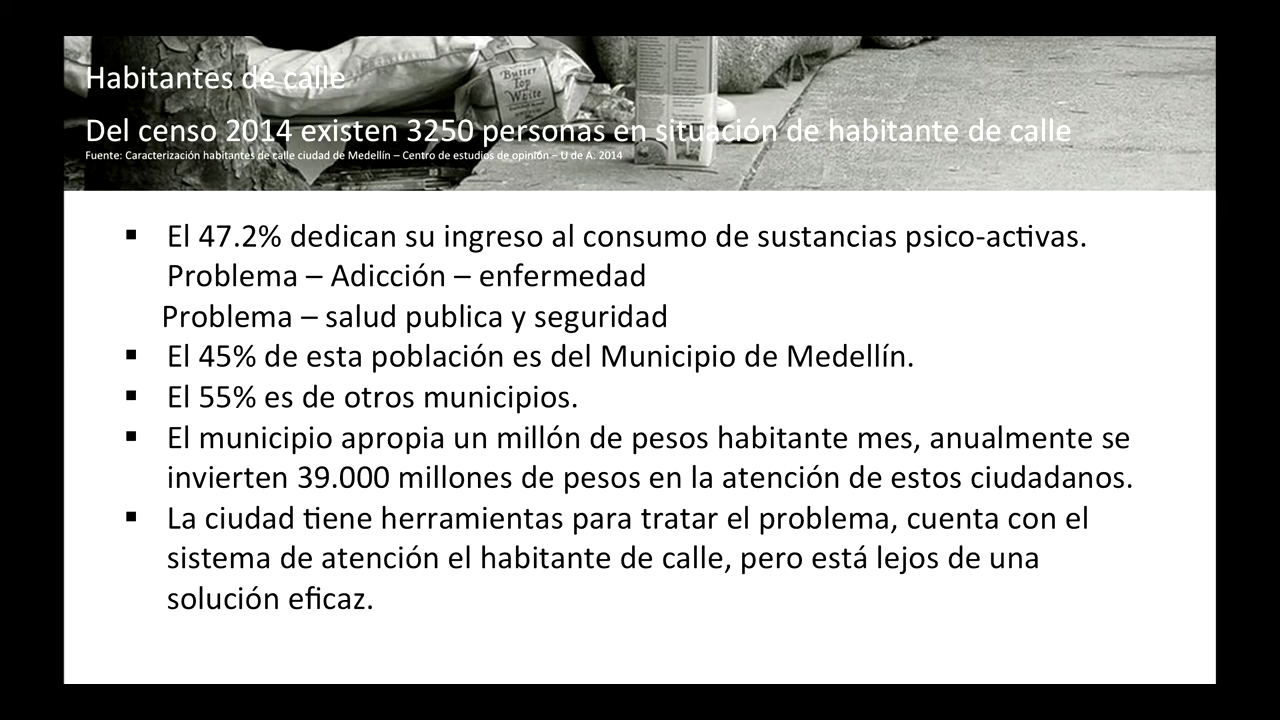 Butter
Top
White
Habitantes de calle
Del censo 2014 existen 3250 personas en situación de habitante de calle
Fuente: Caracterización habitantes de calle ciudad de Medellín – Centro de estudios de opinión – U de A. 2014
▪ El 47.2% dedican su ingreso al consumo de sustancias psico-activas.
Problema – Adicción – enfermedad
Problema – salud publica y seguridad
▪ El 45% de esta población es del Municipio de Medellín.
▪ El 55% es de otros municipios.
▪ El municipio apropia un millón de pesos habitante mes, anualmente se
invierten 39.000 millones de pesos en la atención de estos ciudadanos.
▪ La ciudad tiene herramientas para tratar el problema, cuenta con el
sistema de atención el habitante de calle, pero está lejos de una
solución eficaz.